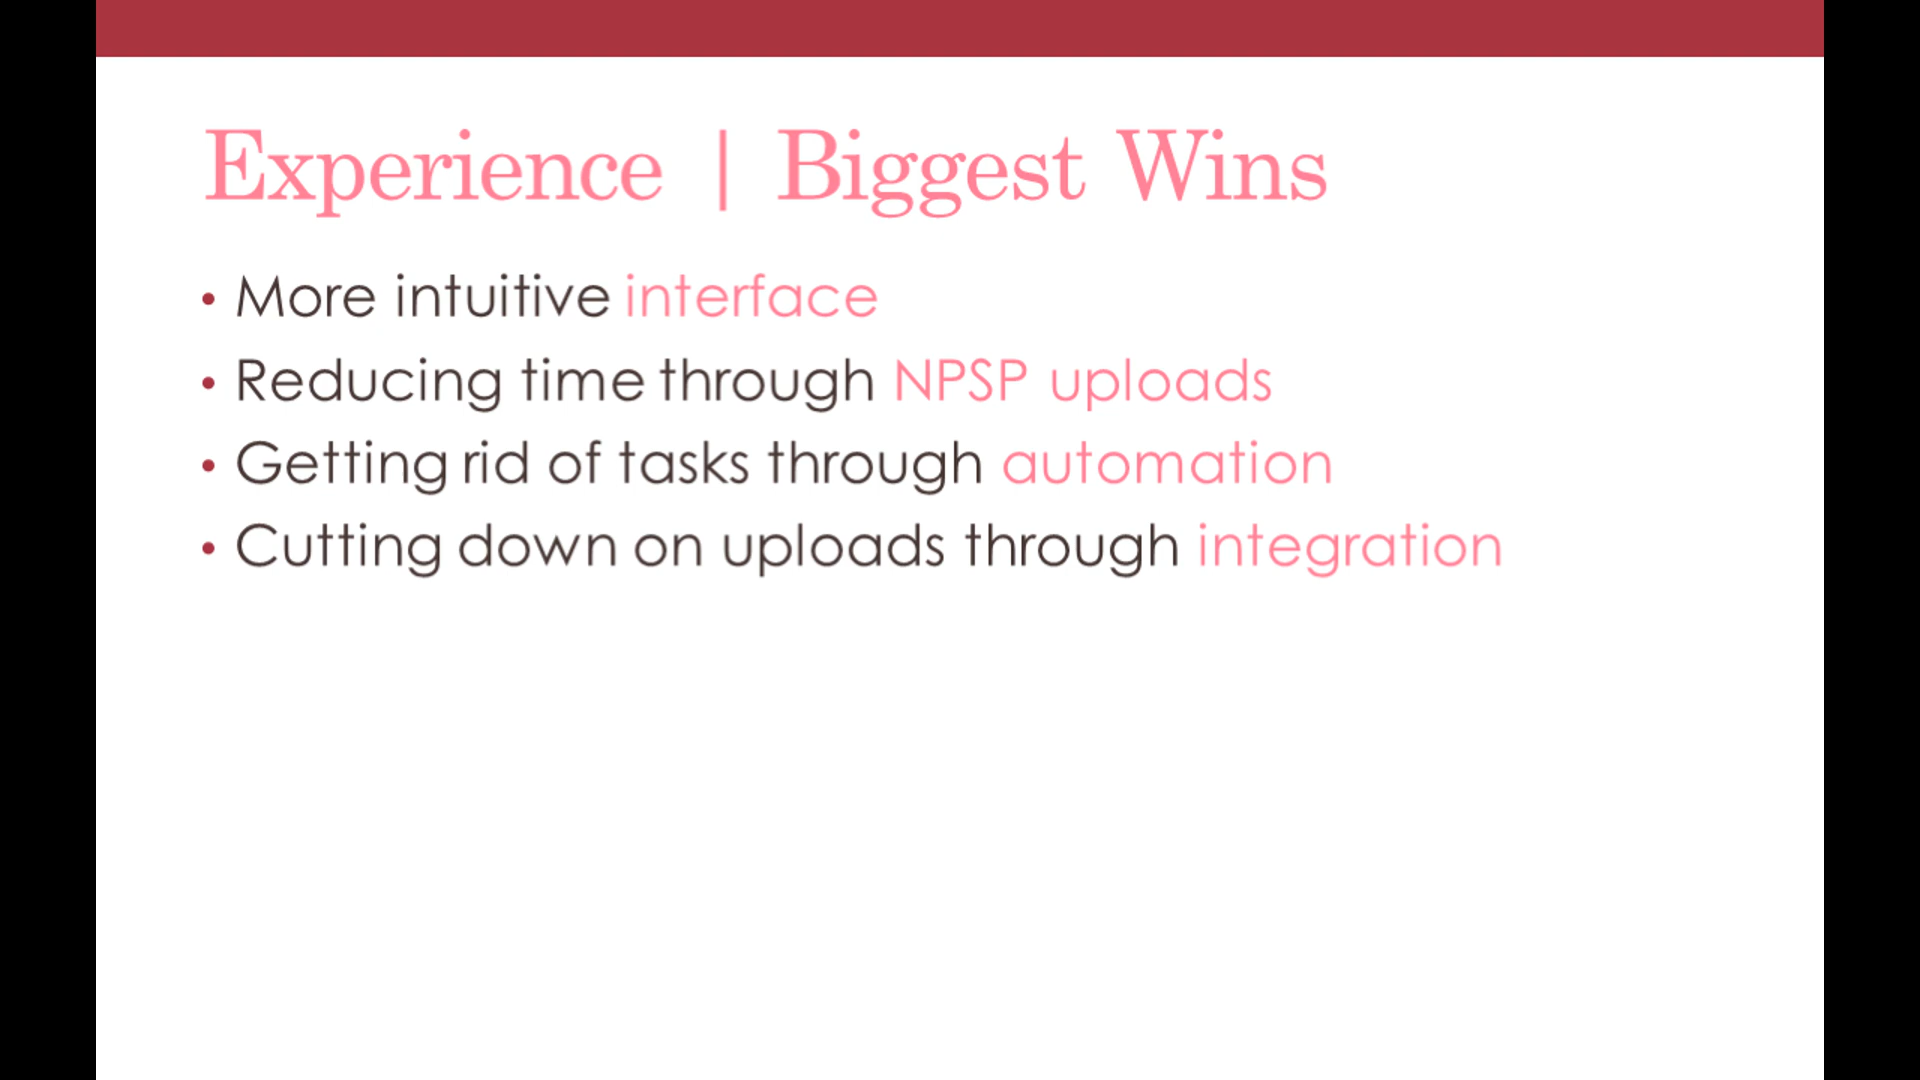 Experience | Biggest Wins
• More intuitive interface
• Reducing time through NPSP uploads
• Getting rid of tasks through automation
• Cutting down on uploads through integration